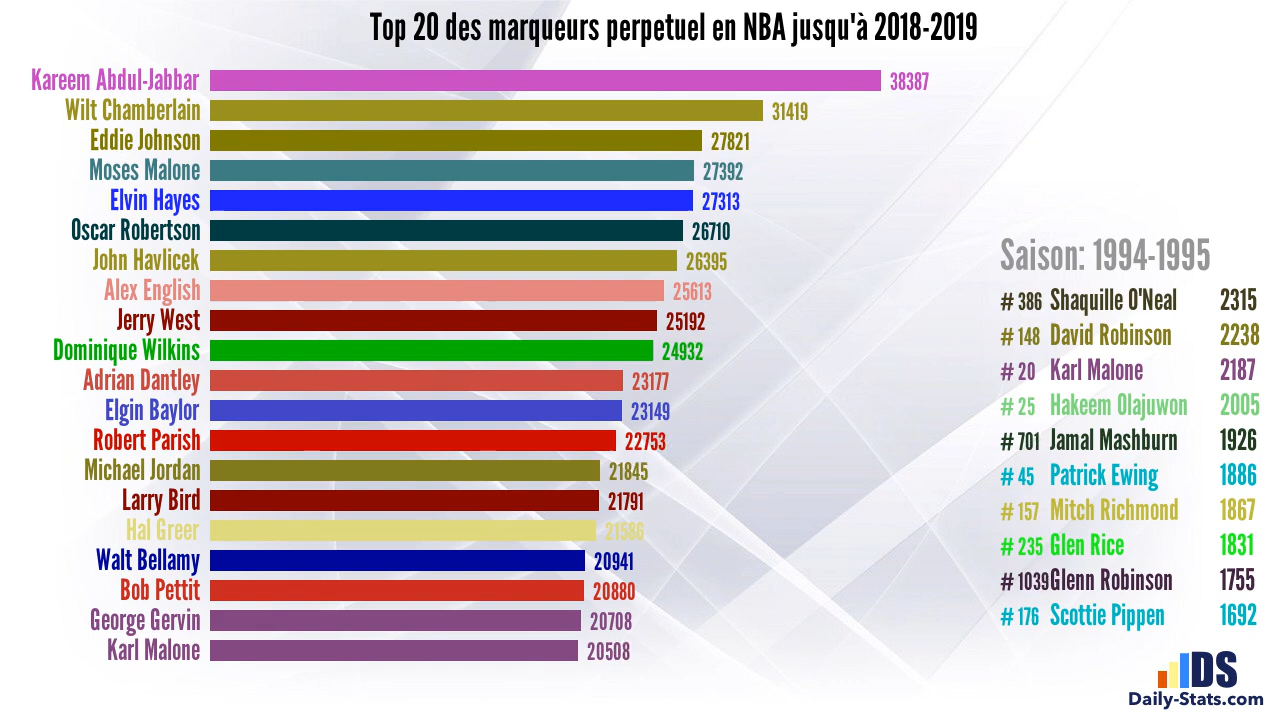 Top 20 des marqueurs perpetuel en NBA jusqu'à 2018-2019
Kareem Abdul-Jabbar 38387
Wilt Chamberlain 31419
Eddie Johnson 27821
Moses Malone 27392
Elvin Hayes 27313
Oscar Robertson 26710
John Havlicek 26395
Alex English 25613
Jerry West 25192
Dominique Wilkins 24932
Adrian Dantley 23177
Elgin Baylor 23149
Robert Parish 22753
Michael Jordan 21845
Larry Bird 21791
Hal Greer 21586
Walt Bellamy 20941
Bob Pettit 20880
George Gervin 20708
Karl Malone 20508
Saison: 1994-1995
# 386 Shaquille O'Neal 2315
# 148 David Robinson 2238
# 20 Karl Malone 2187
# 25 Hakeem Olajuwon 2005
# 701 Jamal Mashburn 1926
# 45 Patrick Ewing 1886
# 157 Mitch Richmond 1867
# 235 Glen Rice 1831
# 1039 Glenn Robinson 1755
# 176 Scottie Pippen 1692
DS
Daily-Stats.com